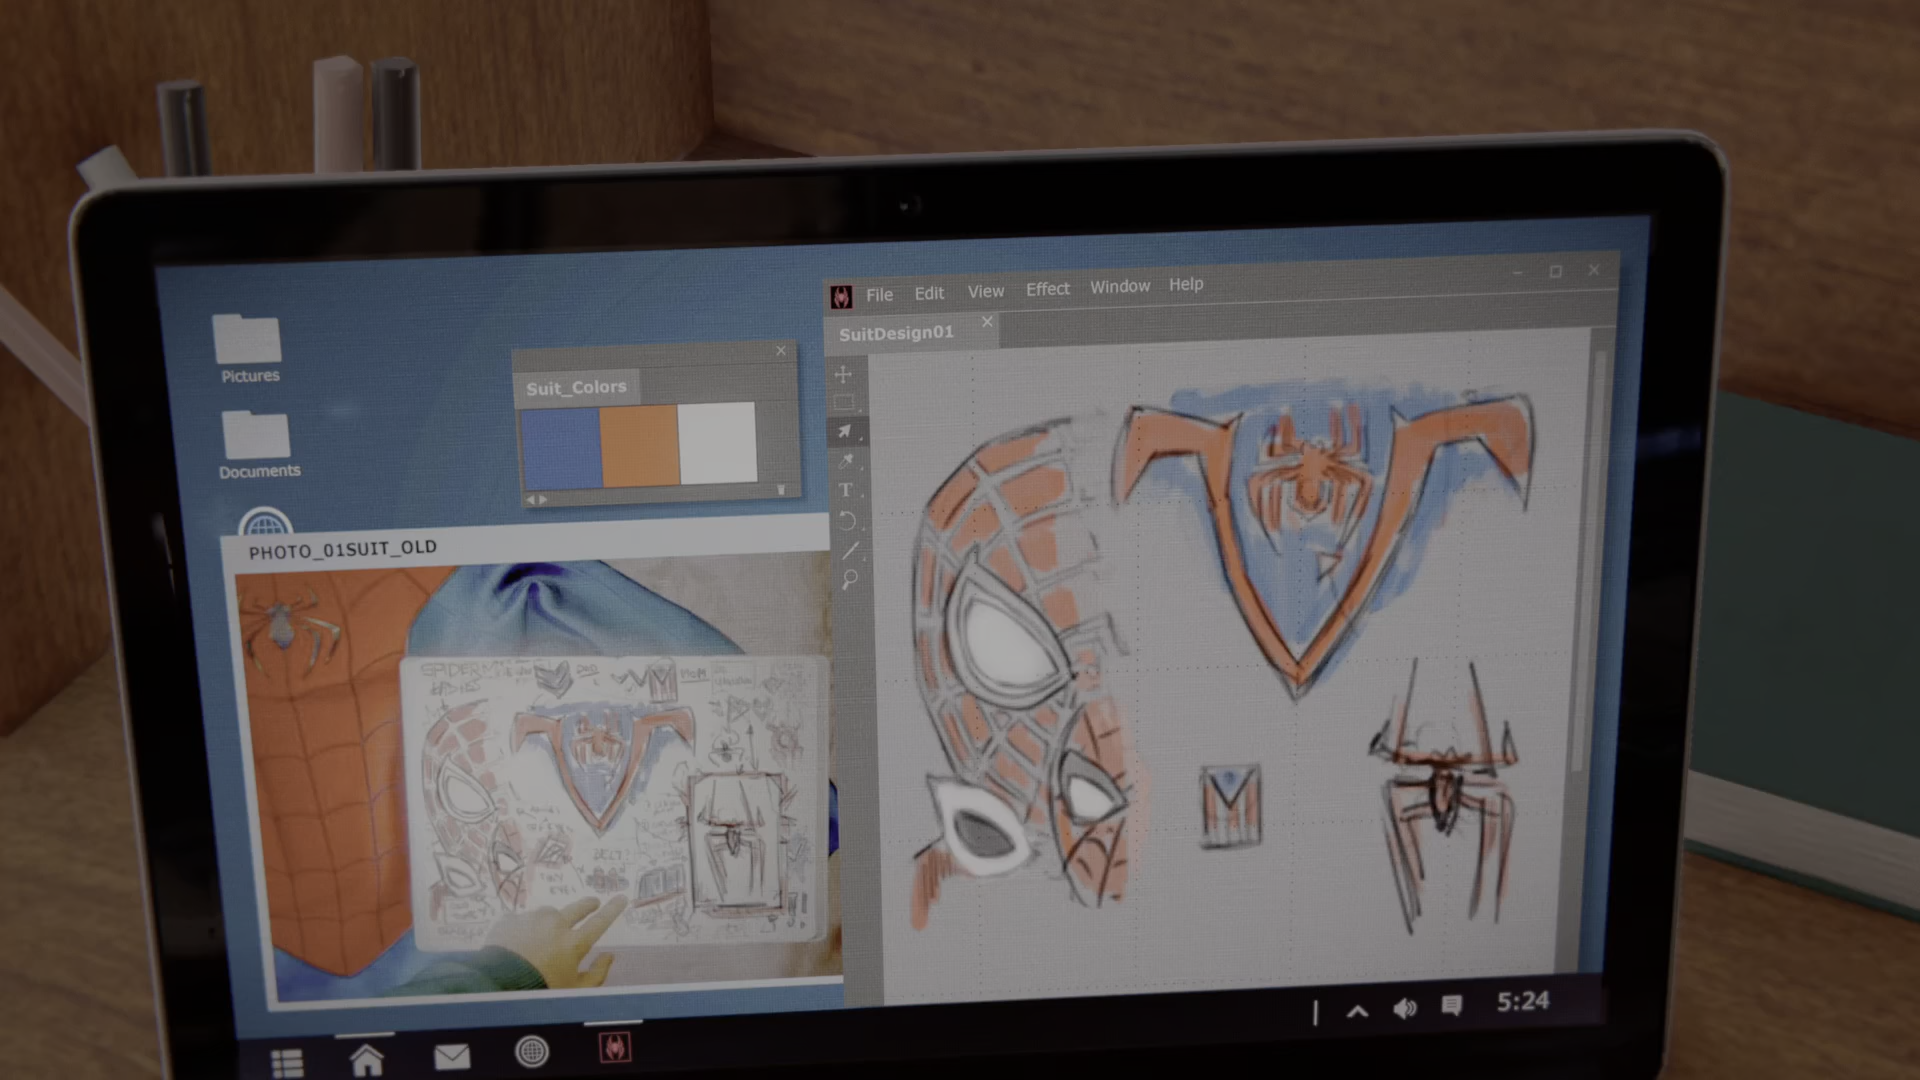 File Edit View Effect Window Help
SuitDesign01
Suit_Colors
Pictures
Documents
T
PHOTO_01SUIT_OLD
5:24